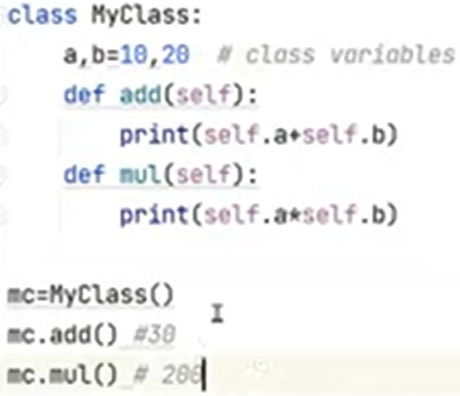 class MyClass:
    a,b=10,20  # class variables
    def add(self):
        print(self.a+self.b)
    def mul(self):
        print(self.a*self.b)
mc=MyClass()
mc.add() #30
mc.mul() # 200